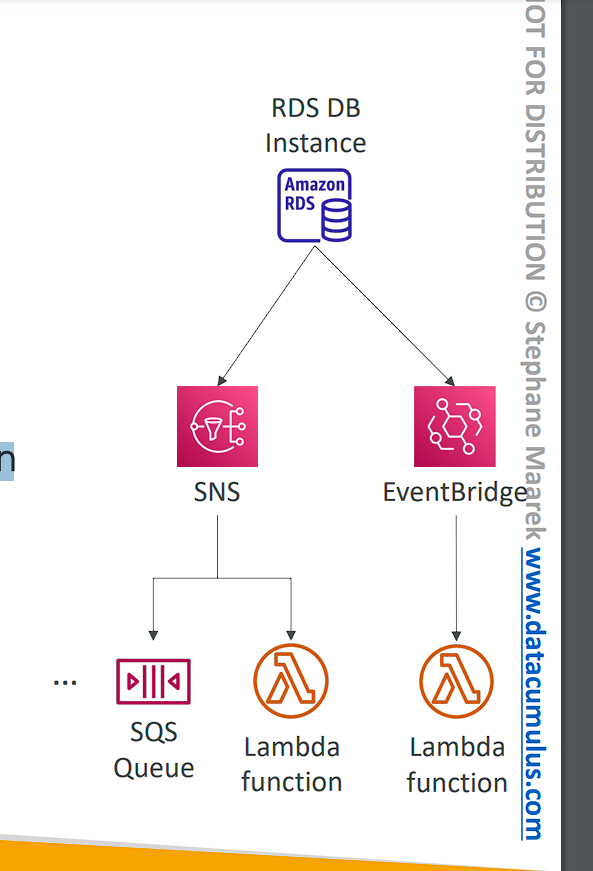 RDS DB
Instance
Amazon
RDS
SNS
EventBridge
n
...
SQS
Queue
Lambda
function
Lambda
function
OT FOR DISTRIBUTION © Stephane Maarek www.datacumulus.com